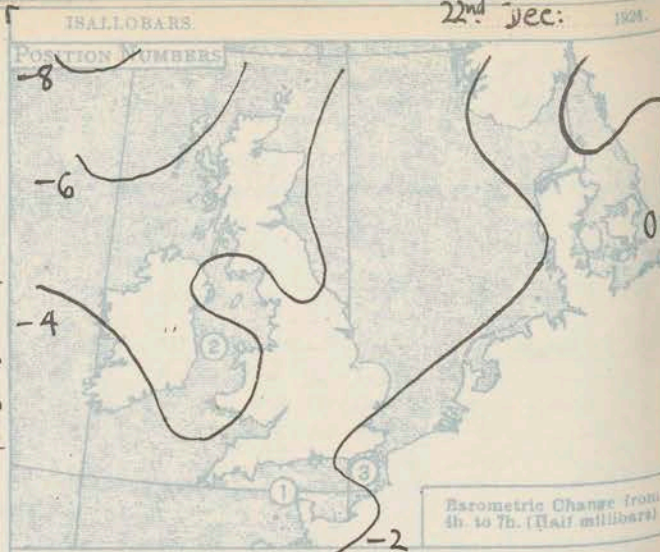 ISALLOBARS. 22nd Dec: 1924.
POSITION NUMBERS
-8
-6
0
-4
2
3
1
Barometric Change from
4h. to 7h. (Half millibars)
-2